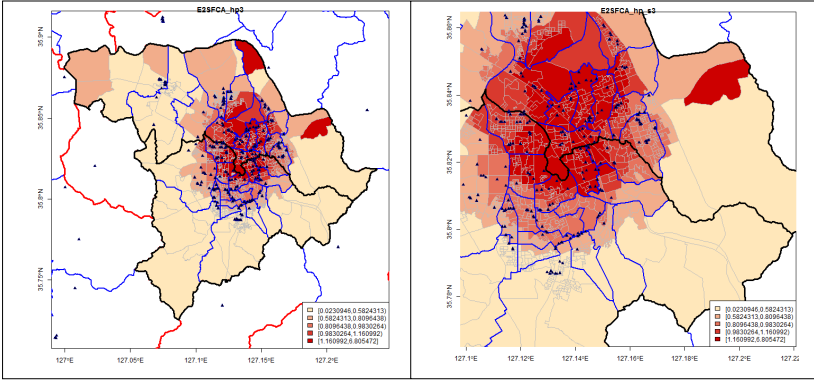 E2SFCA_hp3
35.9°N
35.85°N
35.8°N
35.75°N
[0.0230946,0.5824313)
[0.5824313,0.8096438)
[0.8096438,0.9830264)
[0.9830264,1.160992)
[1.160992,6.805472]
127°E
127.05°E
127.1°E
127.15°E
127.2°E
E2SFCA_hp_s3
35.86°N
35.84°N
35.82°N
35.8°N
35.78°N
[0.0230946,0.5824313)
[0.5824313,0.8096438)
[0.8096438,0.9830264)
[0.9830264,1.160992)
[1.160992,6.805472]
127.1°E
127.12°E
127.14°E
127.16°E
127.18°E
127.2°E
127.22